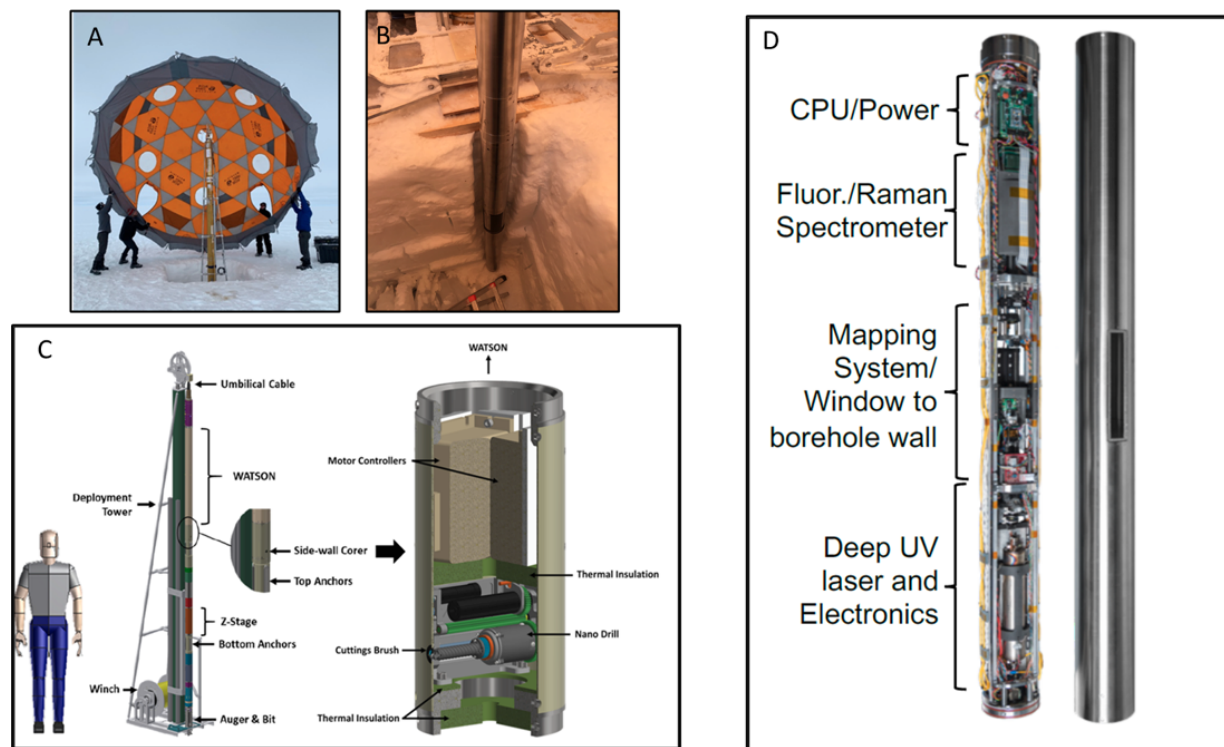 A
B
C
Umbilical Cable
WATSON
Deployment
Tower
Side-wall Corer
Top Anchors
Z-Stage
Bottom Anchors
Winch
Auger & Bit
WATSON
Motor Controllers
Thermal Insulation
Nano Drill
Cuttings Brush
Thermal Insulation
D
CPU/Power
Fluor./Raman
Spectrometer
Mapping
System/
Window to
borehole wall
Deep UV
laser and
Electronics